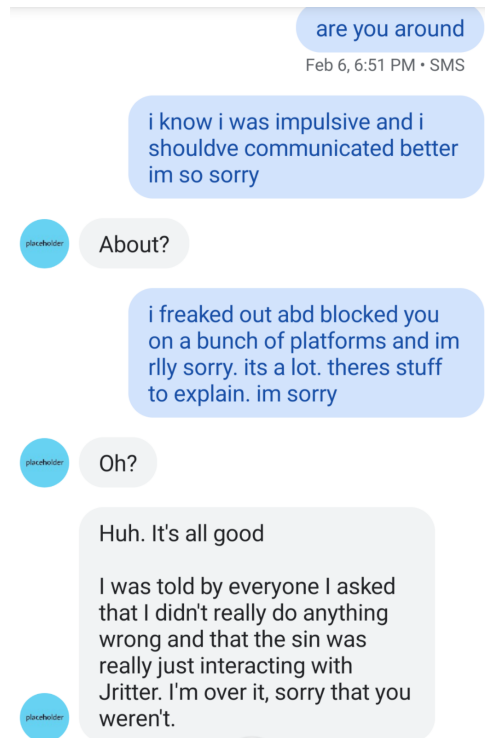 are you around
Feb 6, 6:51 PM • SMS
i know i was impulsive and i
shouldve communicated better
im so sorry
placeholder
About?
i freaked out abd blocked you
on a bunch of platforms and im
rlly sorry. its a lot. theres stuff
to explain. im sorry
placeholder
Oh?
Huh. It's all good
I was told by everyone I asked
that I didn't really do anything
wrong and that the sin was
really just interacting with
Jritter. I'm over it, sorry that you
weren't.
placeholder